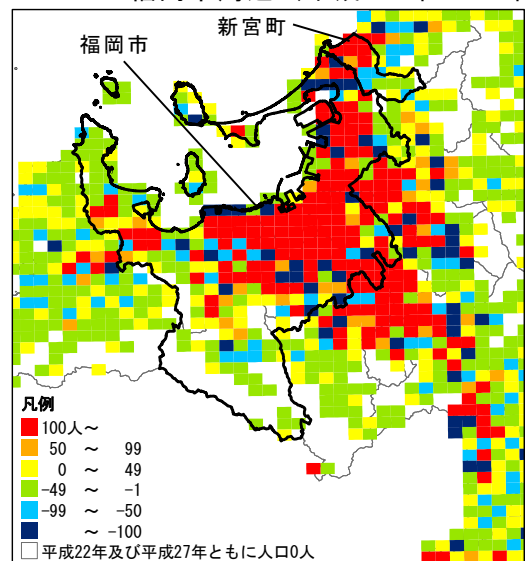 新宮町
福岡市
凡例
100人～
50 ～ 99
0 ～ 49
-49 ～ -1
-99 ～ -50
～ -100
平成22年及び平成27年ともに人口0人